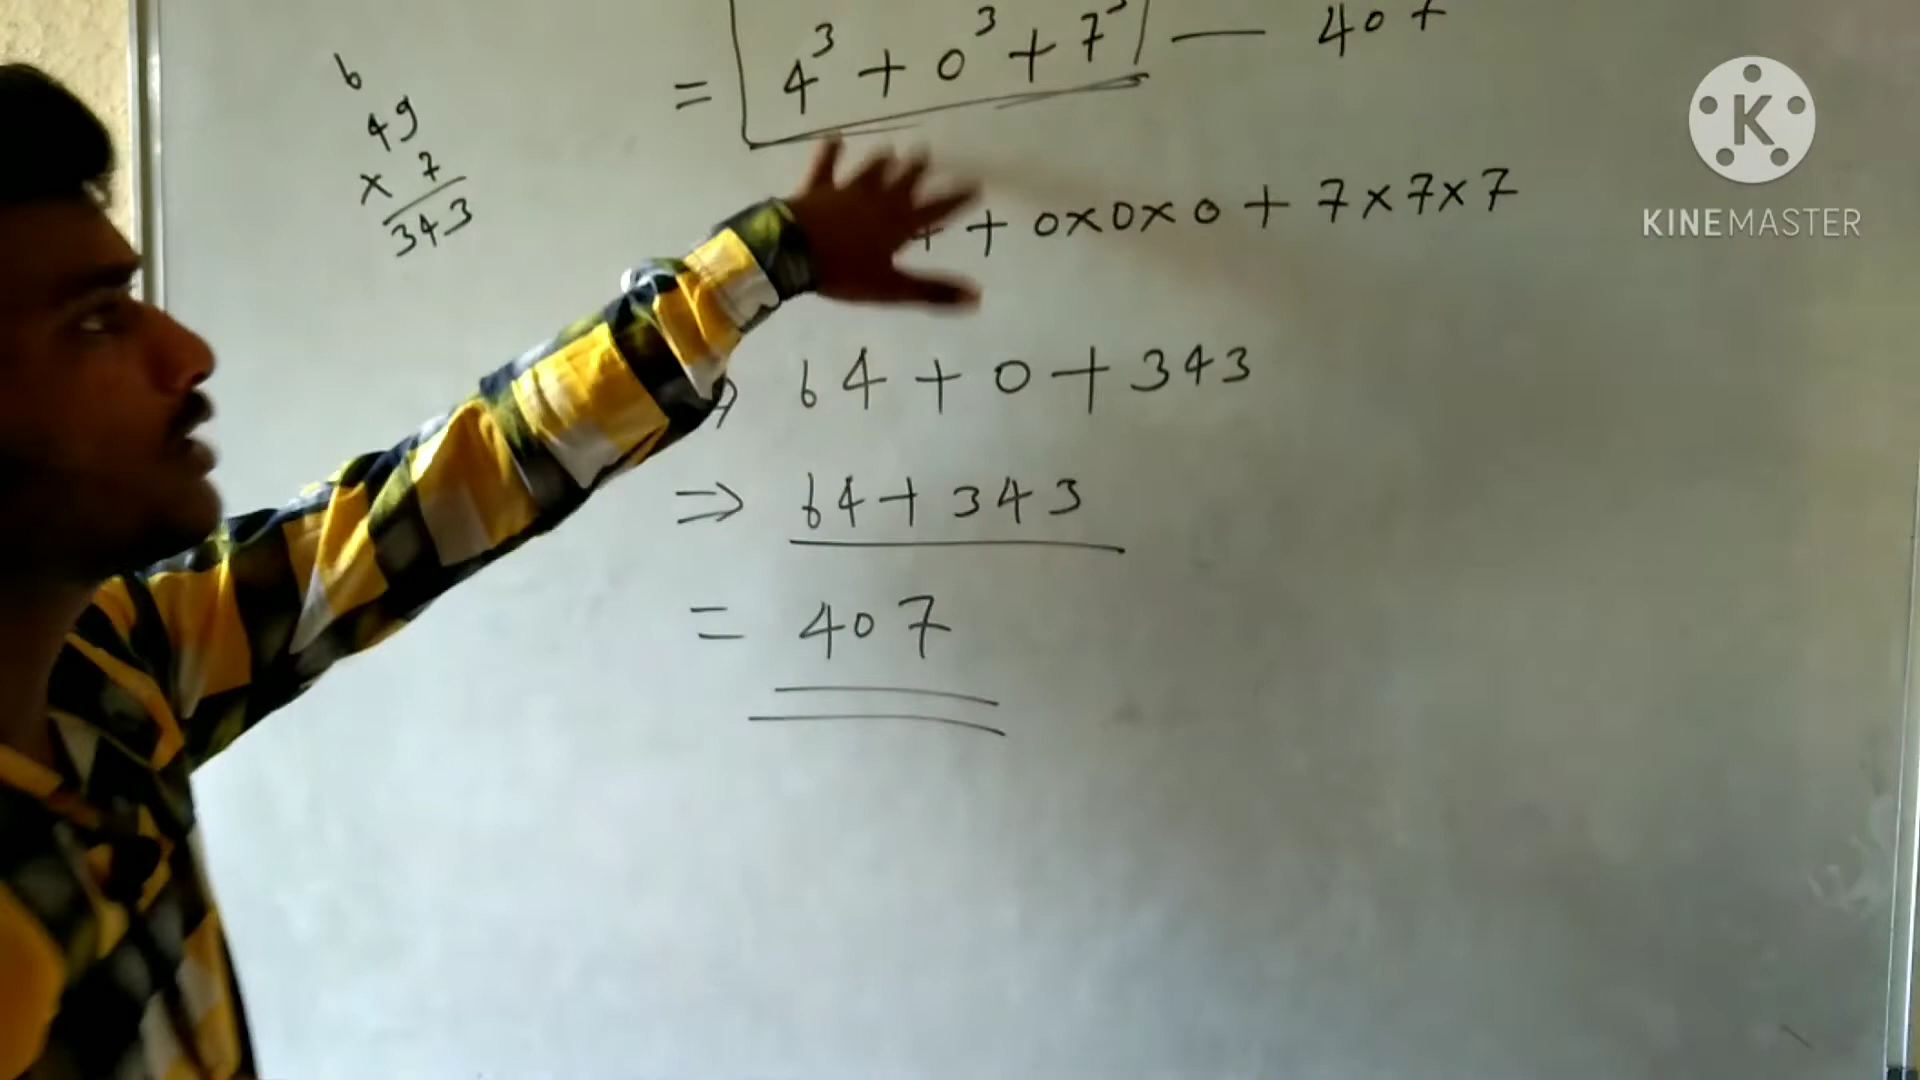 6
49
× 7
343
= 4³ + 0³ + 7³ — 407
4 + 0×0×0 + 7×7×7
⇒ 64 + 0 + 343
⇒ 64 + 343
= 407
K
KINEMASTER